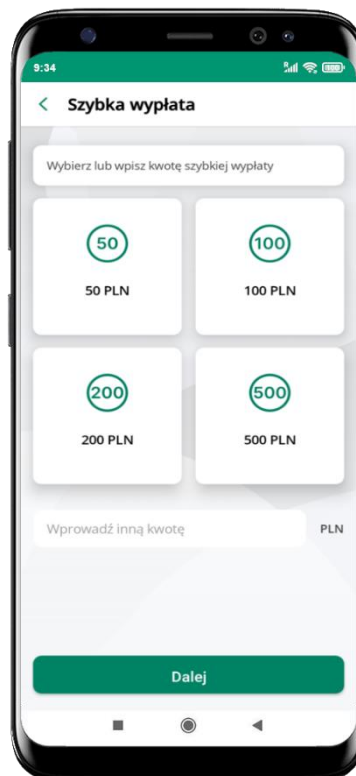 9:34
Szybka wypłata
Wybierz lub wpisz kwotę szybkiej wypłaty
50
100
50 PLN
100 PLN
200
500
200 PLN
500 PLN
Wprowadź inną kwotę
PLN
Dalej